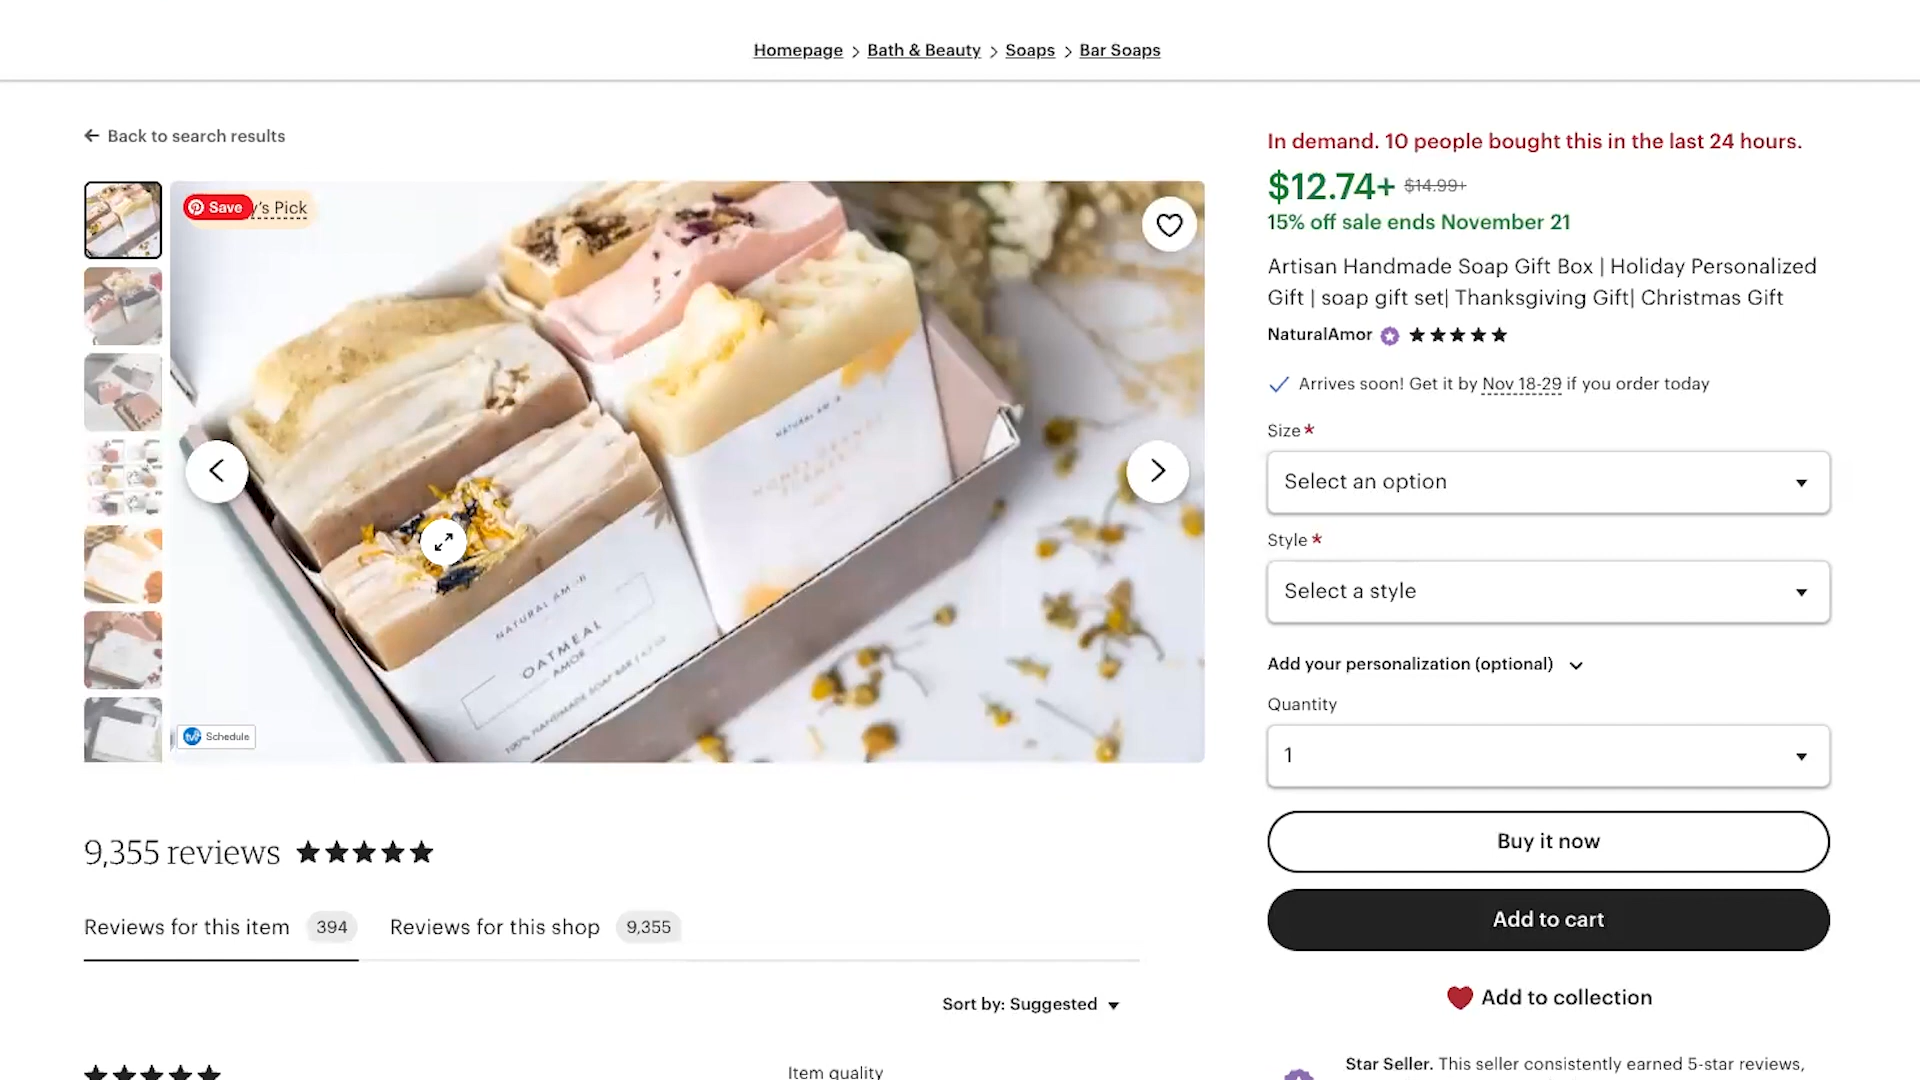 Homepage > Bath & Beauty > Soaps > Bar Soaps
← Back to search results
Save
y's Pick
NATURAL AM
OATMEAL
AMOR
100% HANDMADE SOAP BAR
Schedule
In demand. 10 people bought this in the last 24 hours.
$12.74+ $14.99+
15% off sale ends November 21
Artisan Handmade Soap Gift Box | Holiday Personalized
Gift | soap gift set| Thanksgiving Gift| Christmas Gift
NaturalAmor
Arrives soon! Get it by Nov 18-29 if you order today
Size*
Select an option
Style*
Select a style
Add your personalization (optional)
Quantity
1
Buy it now
Add to cart
Add to collection
Star Seller. This seller consistently earned 5-star reviews,
9,355 reviews
Reviews for this item 394 Reviews for this shop 9,355
Sort by: Suggested
Item quality